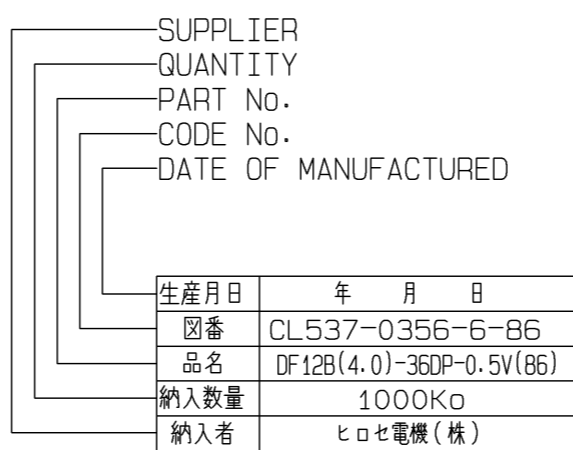 SUPPLIER
QUANTITY
PART No.
CODE No.
DATE OF MANUFACTURED
生産月日 年 月 日
図番 CL537-0356-6-86
品名 DF12B(4.0)-36DP-0.5V(86)
納入数量 1000Ko
納入者 ヒロセ電機(株)